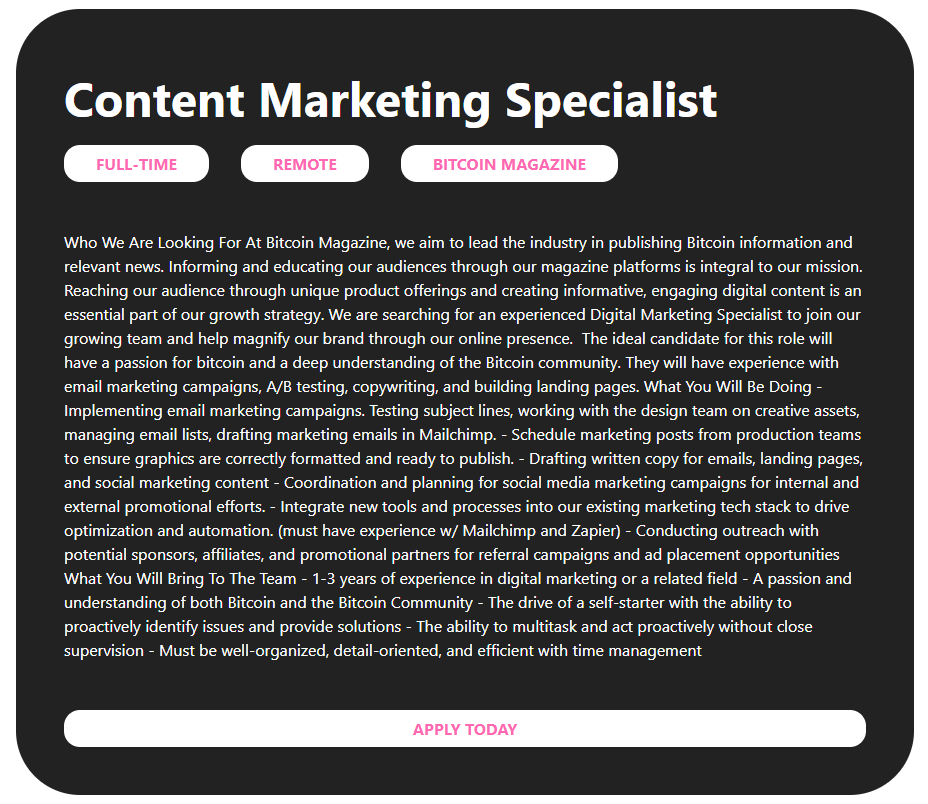 Content Marketing Specialist
FULL-TIME
REMOTE
BITCOIN MAGAZINE
Who We Are Looking For At Bitcoin Magazine, we aim to lead the industry in publishing Bitcoin information and
relevant news. Informing and educating our audiences through our magazine platforms is integral to our mission.
Reaching our audience through unique product offerings and creating informative, engaging digital content is an
essential part of our growth strategy. We are searching for an experienced Digital Marketing Specialist to join our
growing team and help magnify our brand through our online presence.  The ideal candidate for this role will
have a passion for bitcoin and a deep understanding of the Bitcoin community. They will have experience with
email marketing campaigns, A/B testing, copywriting, and building landing pages. What You Will Be Doing -
Implementing email marketing campaigns. Testing subject lines, working with the design team on creative assets,
managing email lists, drafting marketing emails in Mailchimp. - Schedule marketing posts from production teams
to ensure graphics are correctly formatted and ready to publish. - Drafting written copy for emails, landing pages,
and social marketing content - Coordination and planning for social media marketing campaigns for internal and
external promotional efforts. - Integrate new tools and processes into our existing marketing tech stack to drive
optimization and automation. (must have experience w/ Mailchimp and Zapier) - Conducting outreach with
potential sponsors, affiliates, and promotional partners for referral campaigns and ad placement opportunities
What You Will Bring To The Team - 1-3 years of experience in digital marketing or a related field - A passion and
understanding of both Bitcoin and the Bitcoin Community - The drive of a self-starter with the ability to
proactively identify issues and provide solutions - The ability to multitask and act proactively without close
supervision - Must be well-organized, detail-oriented, and efficient with time management
APPLY TODAY